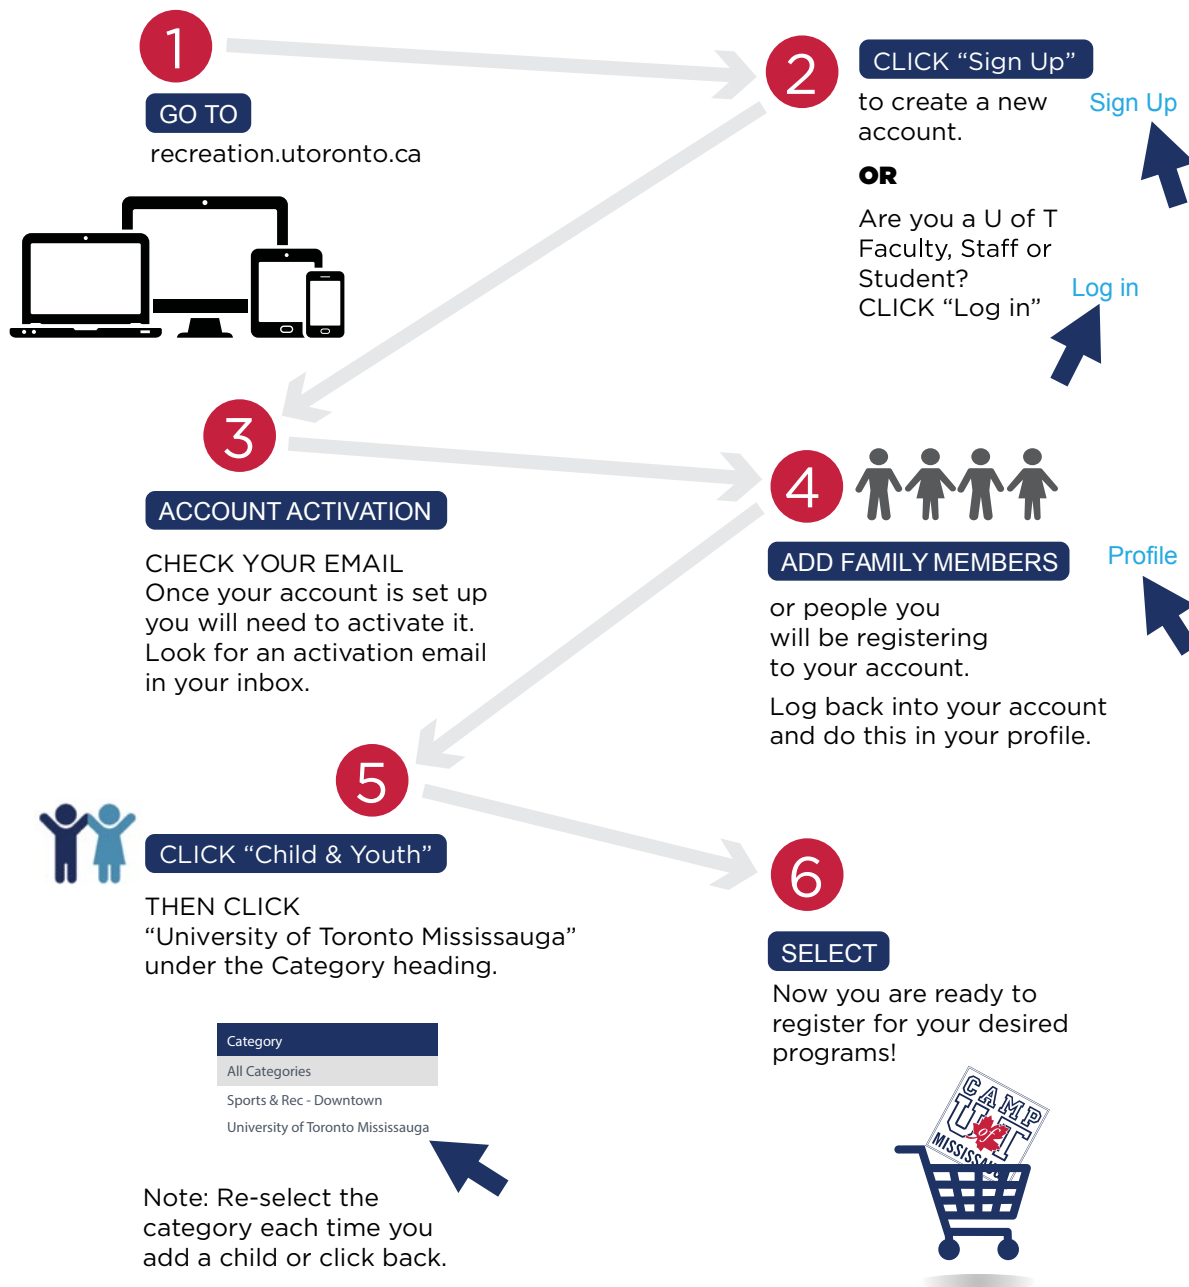 1
GO TO
recreation.utoronto.ca
2
CLICK “Sign Up”
to create a new
account.
Sign Up
OR
Are you a U of T
Faculty, Staff or
Student?
CLICK “Log in”
Log in
3
ACCOUNT ACTIVATION
CHECK YOUR EMAIL
Once your account is set up
you will need to activate it.
Look for an activation email
in your inbox.
4
ADD FAMILY MEMBERS
Profile
or people you
will be registering
to your account.
Log back into your account
and do this in your profile.
5
CLICK “Child & Youth”
THEN CLICK
“University of Toronto Mississauga”
under the Category heading.
Category
All Categories
Sports & Rec - Downtown
University of Toronto Mississauga
Note: Re-select the
category each time you
add a child or click back.
6
SELECT
Now you are ready to
register for your desired
programs!
CAMP
U of T
MISSISSAUGA